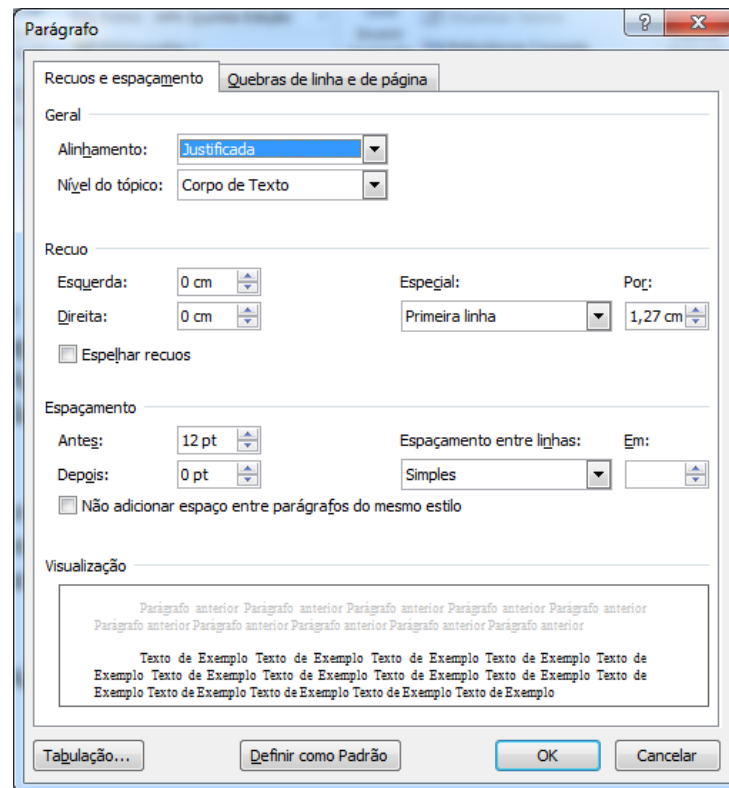 Parágrafo
Recuos e espaçamento Quebras de linha e de página
Geral
Alinhamento: Justificada
Nível do tópico: Corpo de Texto
Recuo
Esquerda: 0 cm Especial: Por:
Direita: 0 cm Primeira linha 1,27 cm
Espelhar recuos
Espaçamento
Antes: 12 pt Espaçamento entre linhas: Em:
Depois: 0 pt Simples
Não adicionar espaço entre parágrafos do mesmo estilo
Visualização
Parágrafo anterior Parágrafo anterior Parágrafo anterior Parágrafo anterior Parágrafo anterior
Parágrafo anterior Parágrafo anterior Parágrafo anterior Parágrafo anterior Parágrafo anterior
Texto de Exemplo Texto de Exemplo Texto de Exemplo Texto de Exemplo Texto de
Exemplo Texto de Exemplo Texto de Exemplo Texto de Exemplo Texto de Exemplo Texto de
Exemplo Texto de Exemplo Texto de Exemplo Texto de Exemplo Texto de Exemplo
Tabulação... Definir como Padrão OK Cancelar